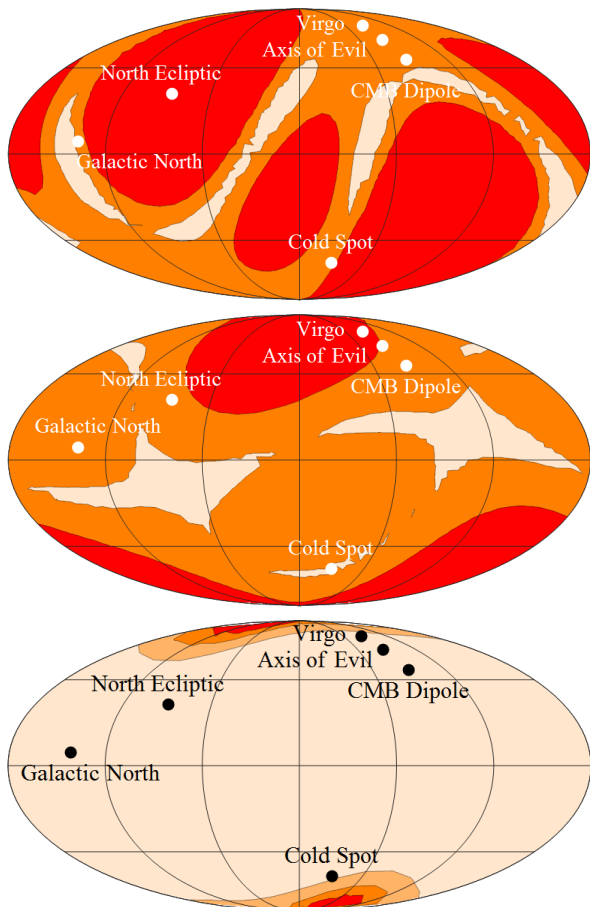 Virgo
Axis of Evil
North Ecliptic
CMB Dipole
Galactic North
Cold Spot
Virgo
Axis of Evil
North Ecliptic
CMB Dipole
Galactic North
Cold Spot
Virgo
Axis of Evil
North Ecliptic
CMB Dipole
Galactic North
Cold Spot